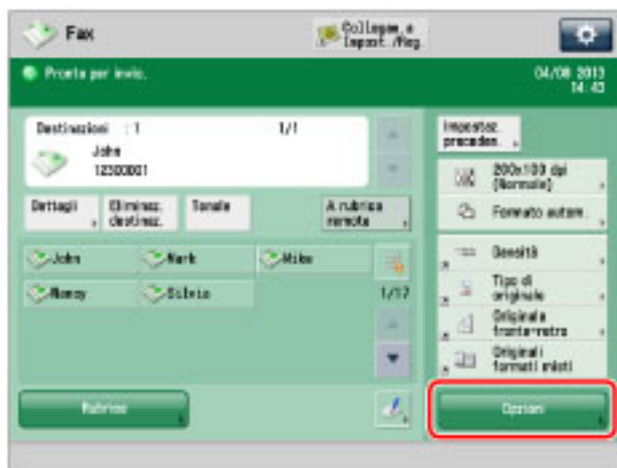 Fax
Collegam. a
Impost./Reg.
Pronta per invio.
04/08 2013
14:43
Destinazioni :1
1/1
John
12300001
Dettagli
Eliminaz.
destinaz.
Tonale
A rubrica
remota
John
Mark
Mike
Nancy
Silvia
1/17
Rubrica
Impostaz.
preceden.
200x100 dpi
(Normale)
Formato autom.
Densità
Tipo di
originale
Originale
fronte-retro
Originali
formati misti
Opzioni